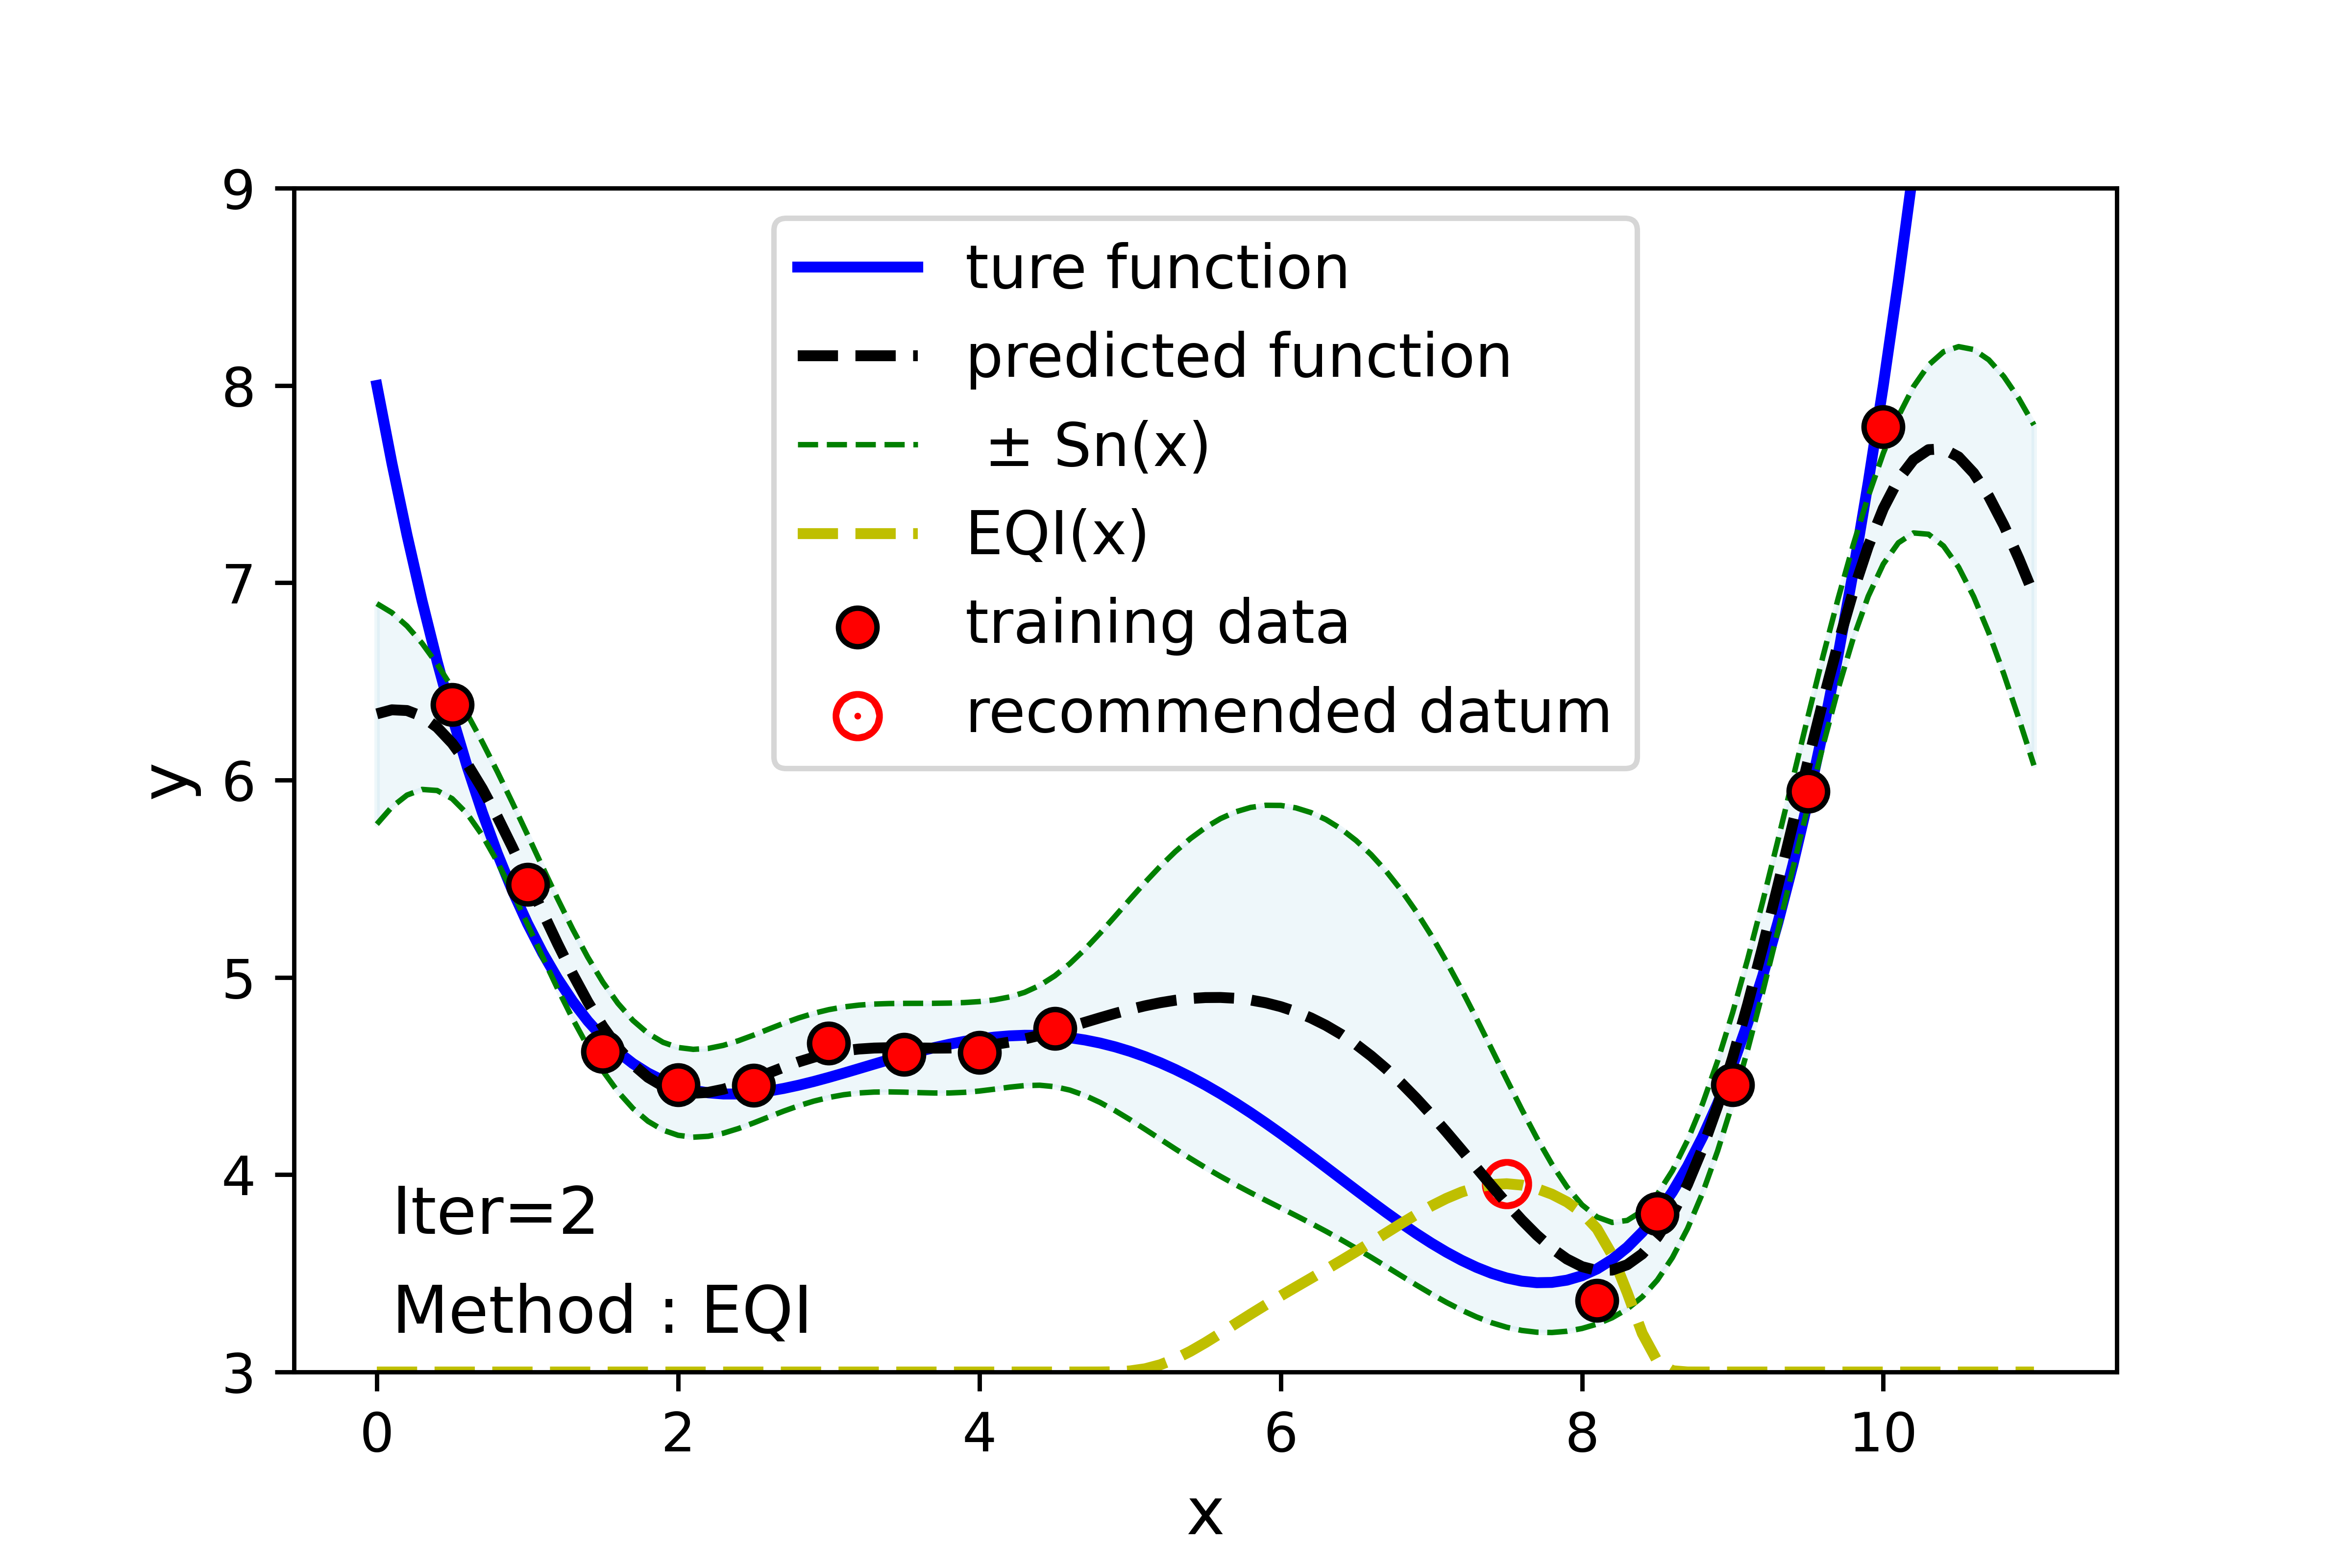 9
8
7
6
5
4
3
y
ture function
predicted function
± Sn(x)
EQI(x)
training data
recommended datum
Iter=2
Method : EQI
0 2 4 6 8 10
x